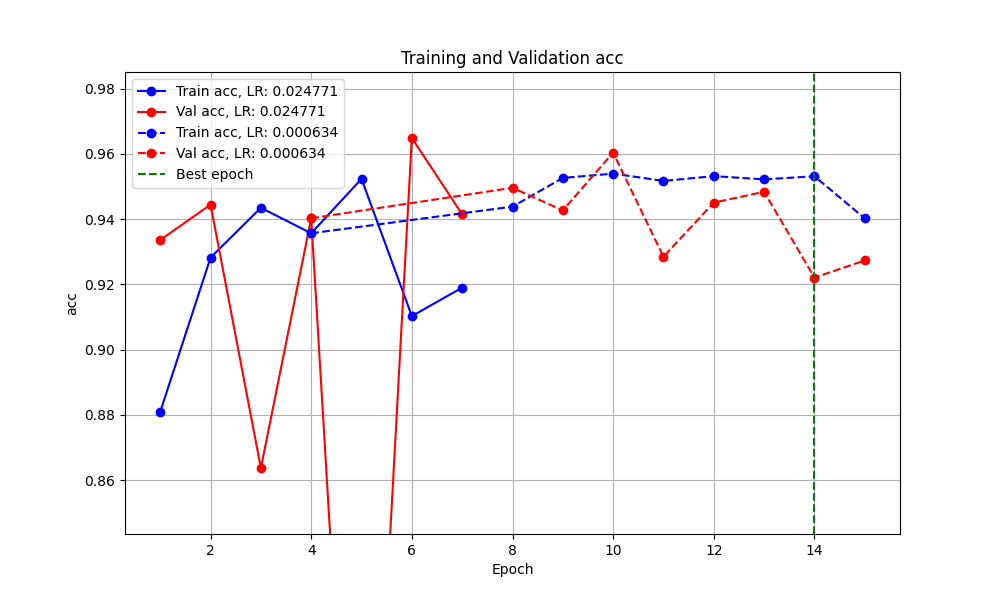 Training and Validation acc
Train acc, LR: 0.024771
Val acc, LR: 0.024771
Train acc, LR: 0.000634
Val acc, LR: 0.000634
Best epoch
acc
0.98
0.96
0.94
0.92
0.90
0.88
0.86
2 4 6 8 10 12 14
Epoch